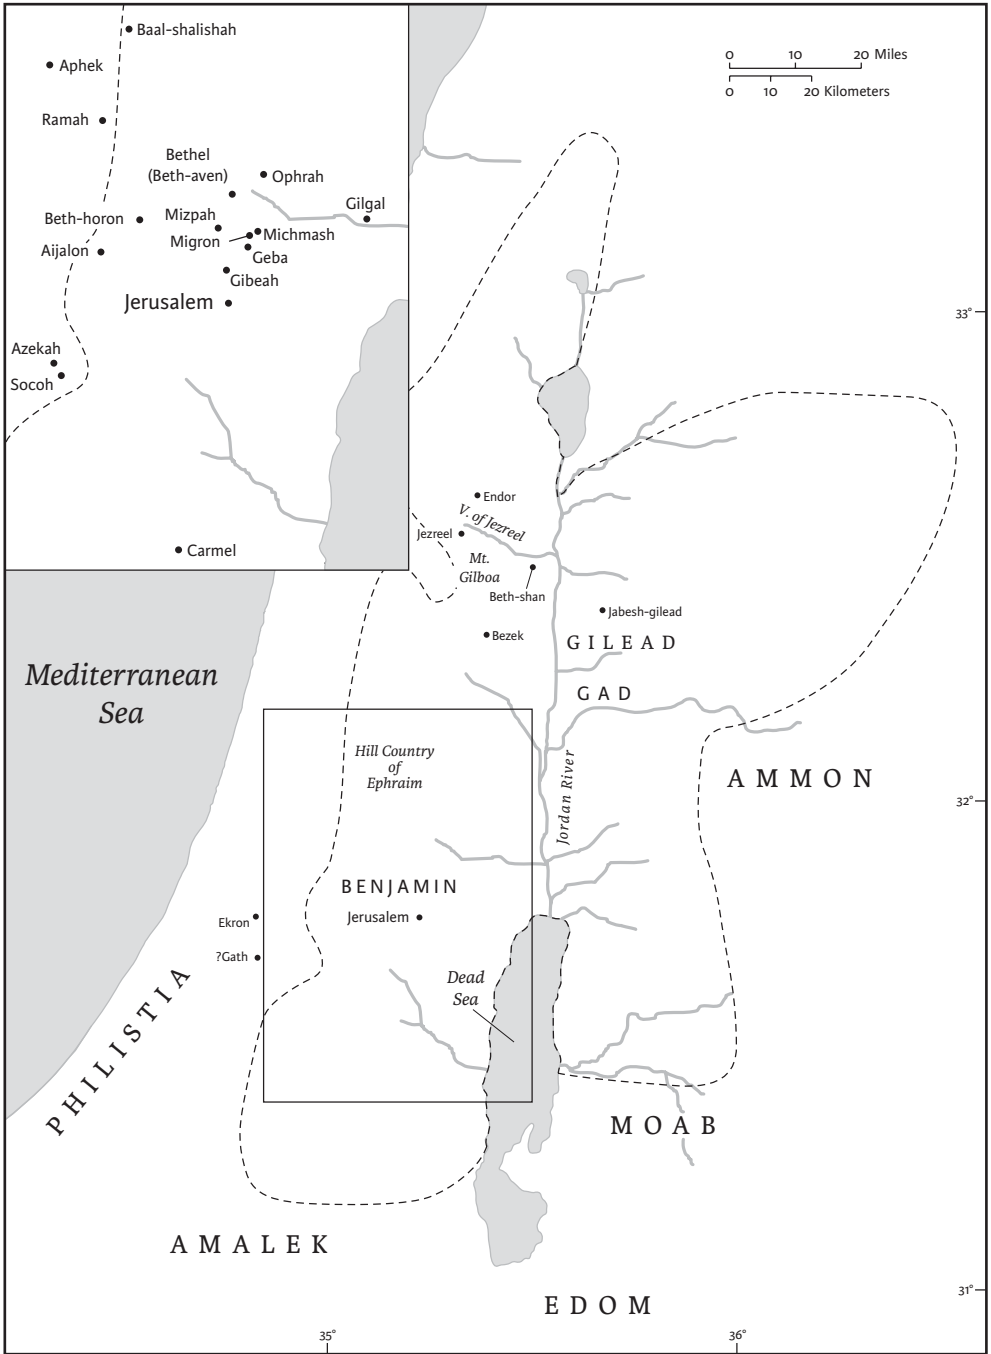 Baal-shalishah
Aphek
Ramah
Bethel
(Beth-aven)
Ophrah
Gilgal
Beth-horon
Mizpah
Migron
Michmash
Aijalon
Geba
Gibeah
Jerusalem
Azekah
Socoh
Carmel
0 10 20 Miles
0 10 20 Kilometers
33°
Endor
V. of Jezreel
Jezreel
Mt.
Gilboa
Beth-shan
Jabesh-gilead
Bezek
GILEAD
GAD
Mediterranean
Sea
Hill Country
of
Ephraim
Jordan River
AMMON
32°
BENJAMIN
Jerusalem
Ekron
?Gath
Dead
Sea
PHILISTIA
MOAB
AMALEK
EDOM
31°
35°
36°